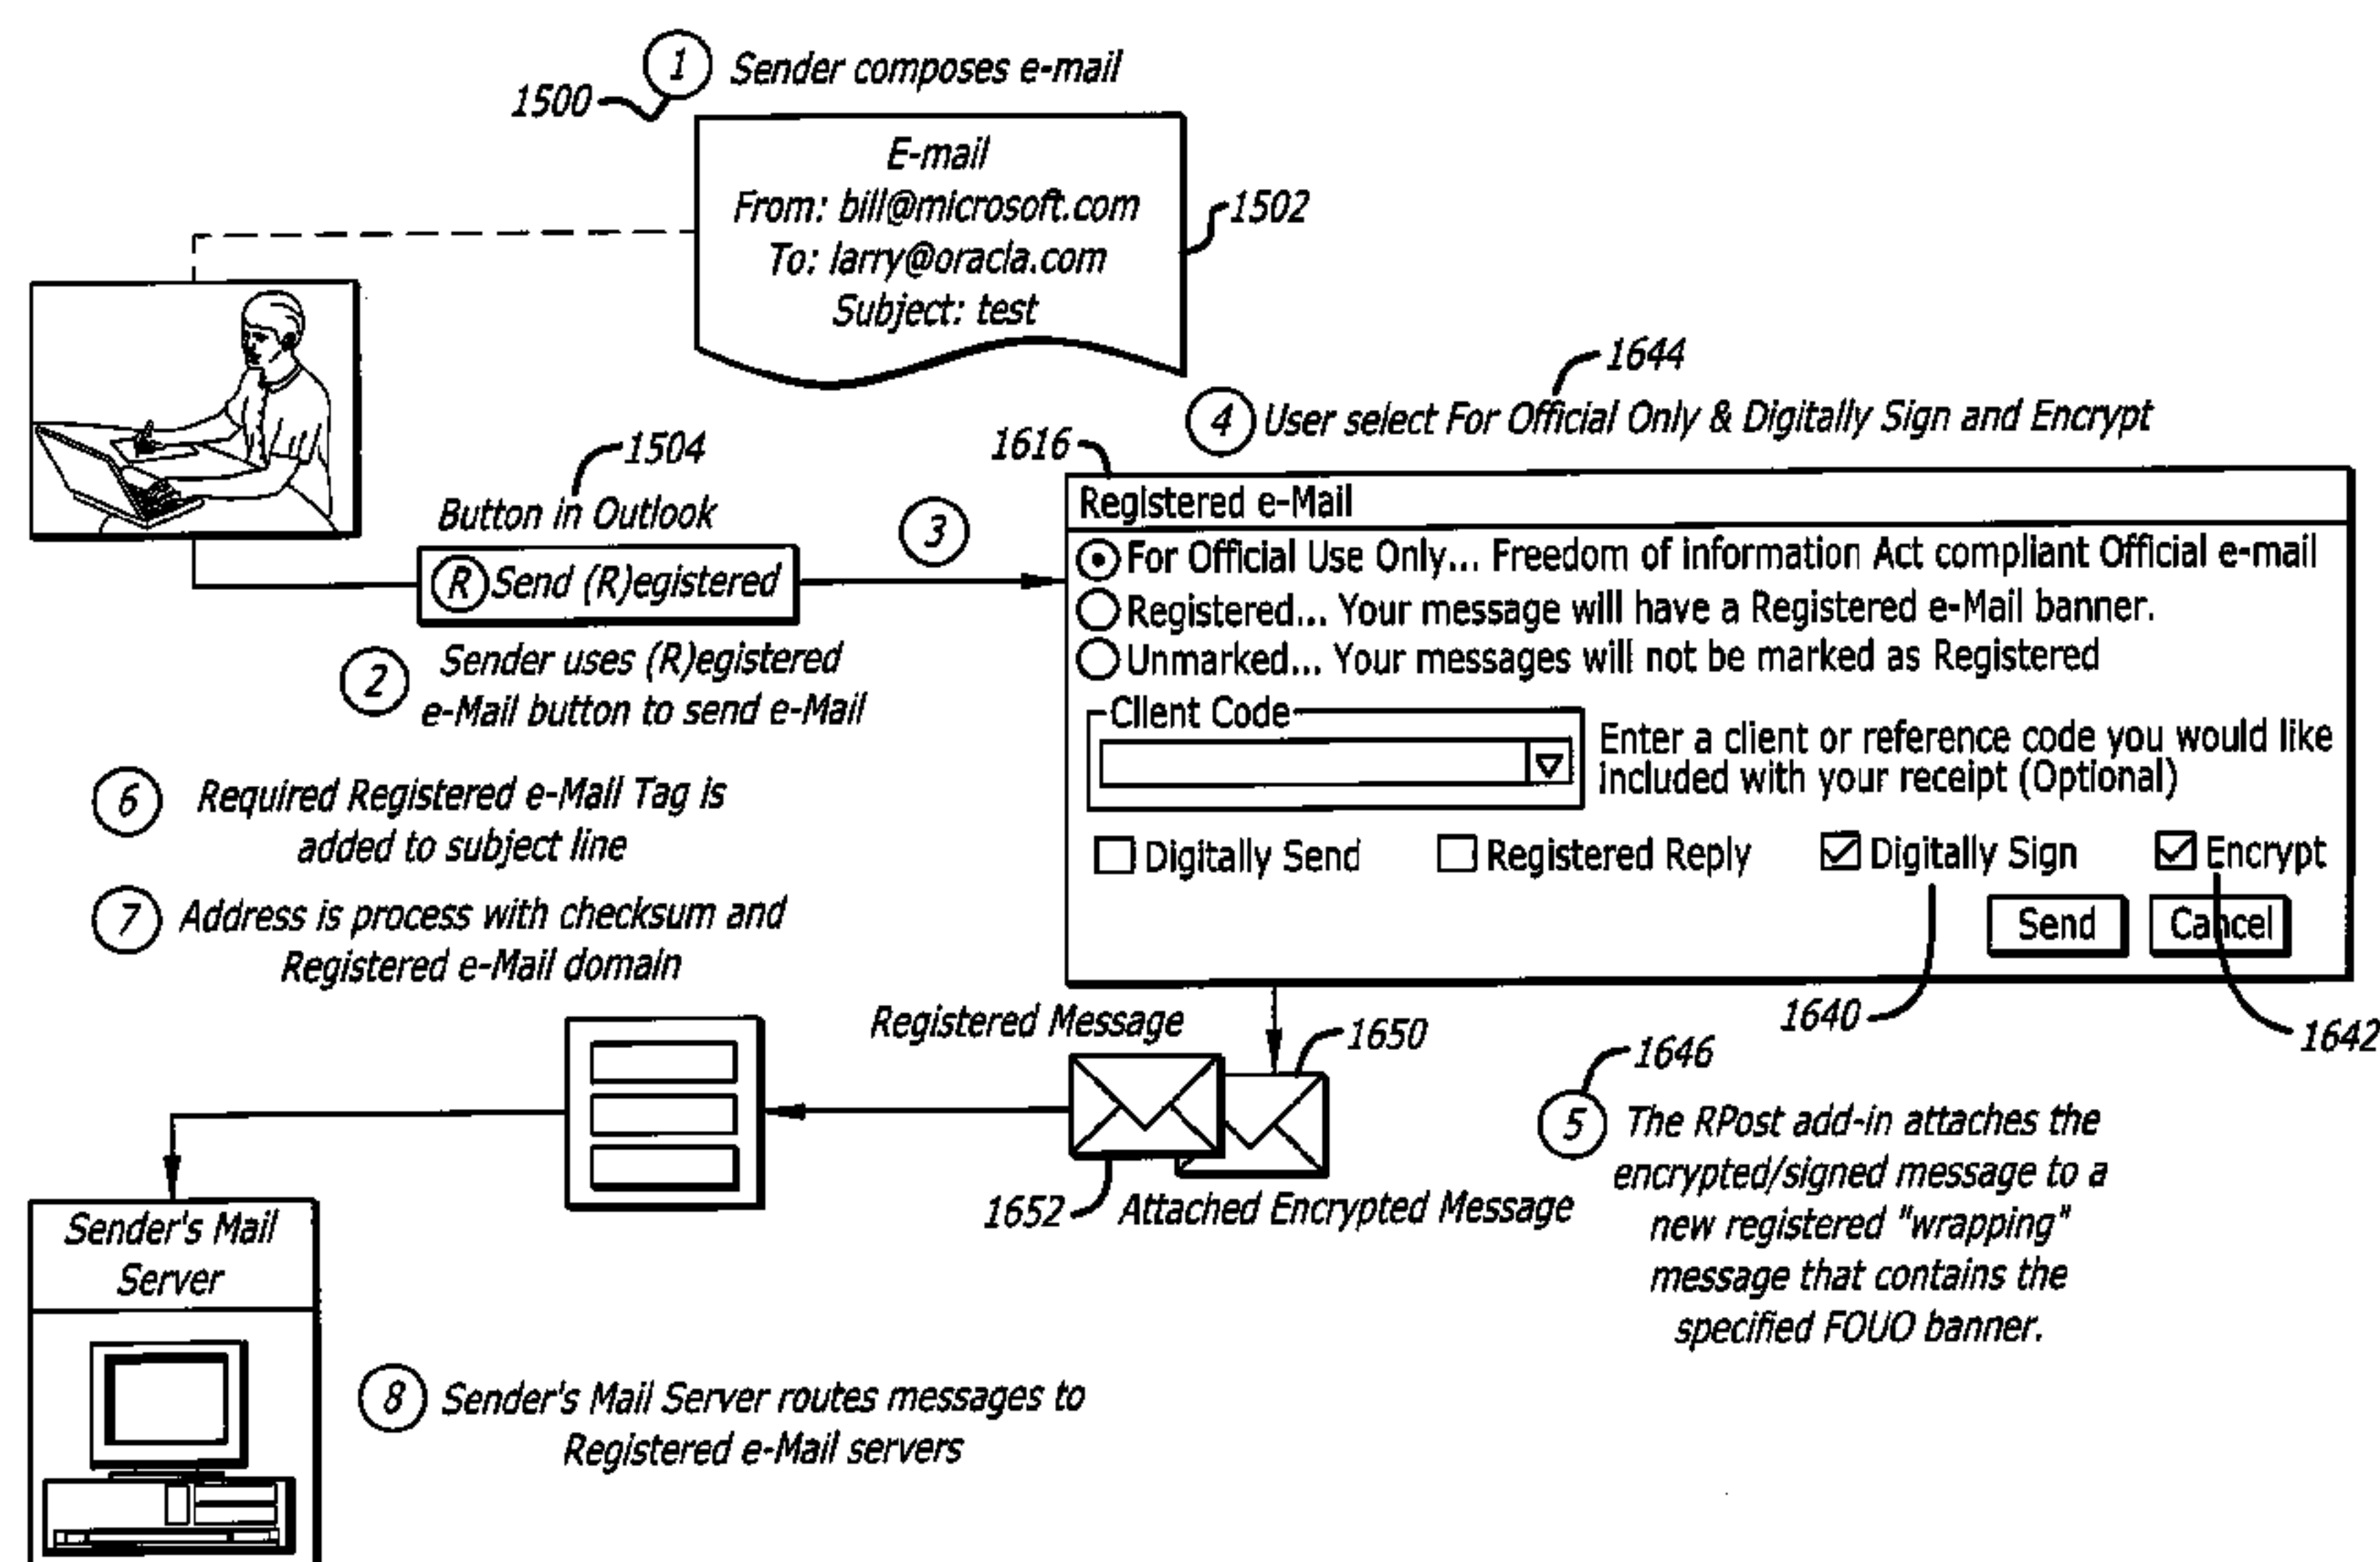 1 Sender composes e-mail
1500
E-mail
From: bill@microsoft.com
To: larry@oracla.com
Subject: test
1502
1644
4 User select For Official Only & Digitally Sign and Encrypt
1504
1616
Button in Outlook
R Send (R)egistered
3
2 Sender uses (R)egistered
e-Mail button to send e-Mail
Registered e-Mail
For Official Use Only... Freedom of information Act compliant Official e-mail
Registered... Your message will have a Registered e-Mail banner.
Unmarked... Your messages will not be marked as Registered
Client Code
Enter a client or reference code you would like
included with your receipt (Optional)
Digitally Send
Registered Reply
Digitally Sign
Encrypt
Send
Cancel
6 Required Registered e-Mail Tag is
added to subject line
7 Address is process with checksum and
Registered e-Mail domain
1640
1642
Registered Message
1650
1646
1652
Attached Encrypted Message
5 The RPost add-in attaches the
encrypted/signed message to a
new registered "wrapping"
message that contains the
specified FOUO banner.
Sender's Mail
Server
8 Sender's Mail Server routes messages to
Registered e-Mail servers